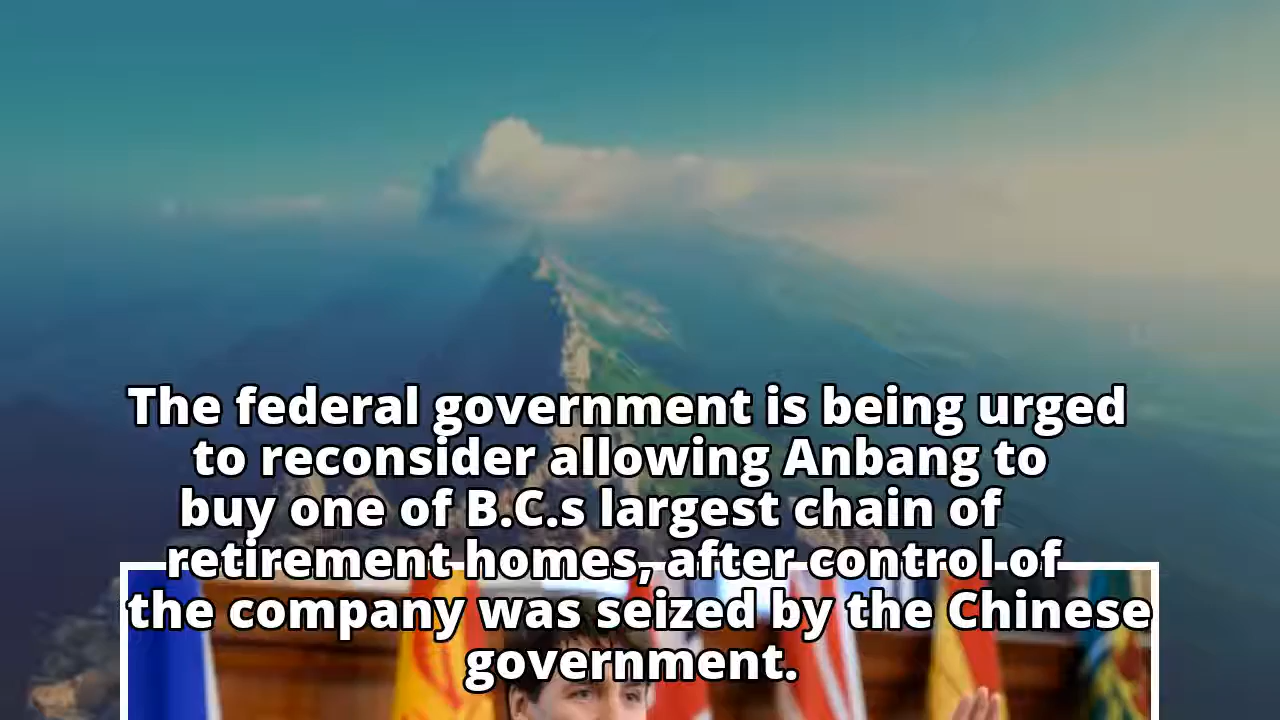 The federal government is being urged
to reconsider allowing Anbang to
buy one of B.C.s largest chain of
retirement homes, after control of
the company was seized by the Chinese
government.